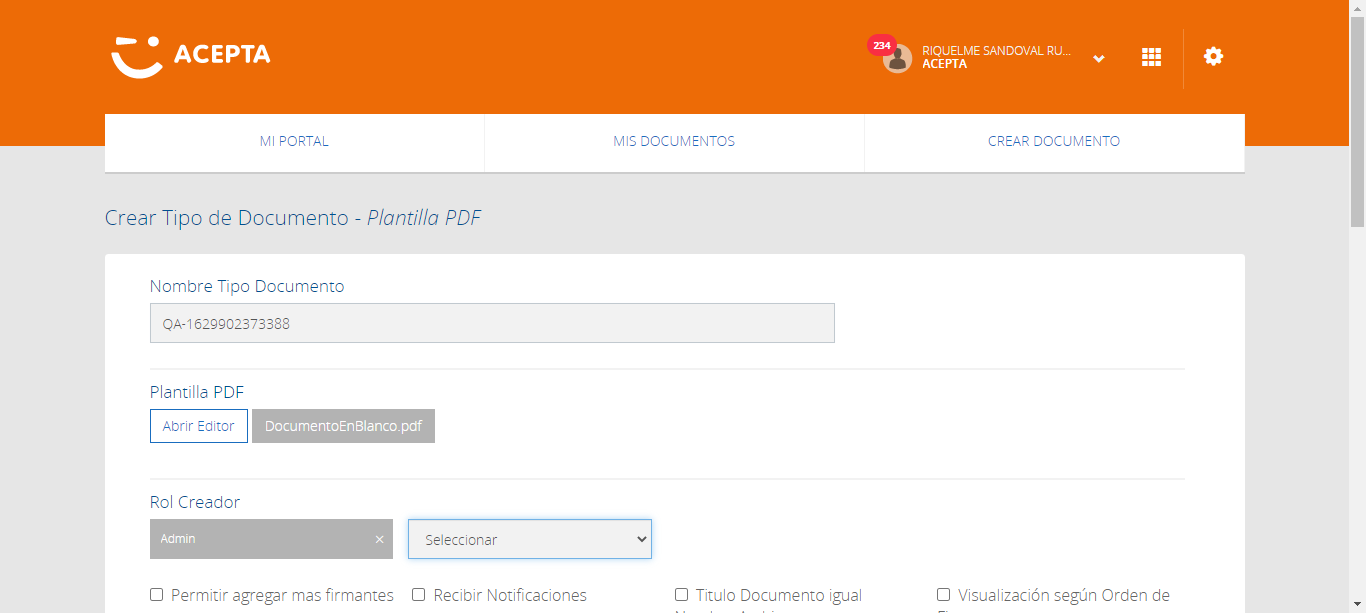 ACEPTA
234
RIQUELME SANDOVAL RU...
ACEPTA
MI PORTAL
MIS DOCUMENTOS
CREAR DOCUMENTO
Crear Tipo de Documento - Plantilla PDF
Nombre Tipo Documento
QA-1629902373388
Plantilla PDF
Abrir Editor
DocumentoEnBlanco.pdf
Rol Creador
Admin ×
Seleccionar
Permitir agregar mas firmantes
Recibir Notificaciones
Titulo Documento igual
Visualización según Orden de